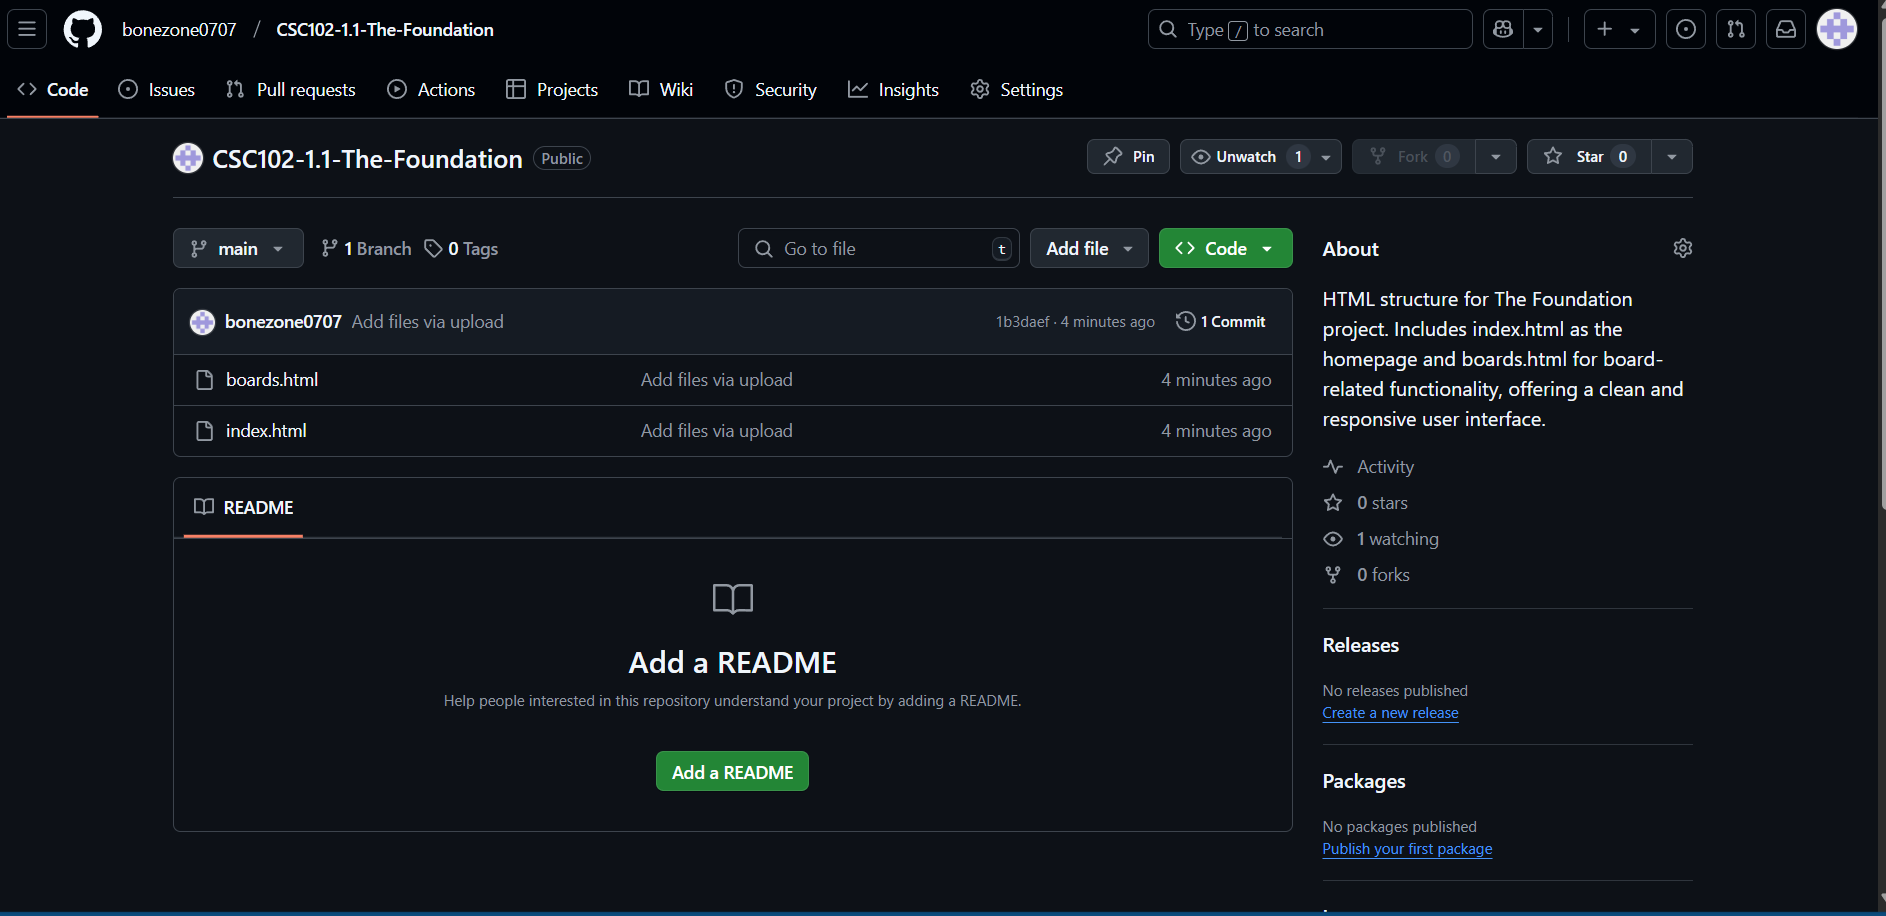 bonezone0707 / CSC102-1.1-The-Foundation
Type / to search
Code Issues Pull requests Actions Projects Wiki Security Insights Settings
CSC102-1.1-The-Foundation Public
Pin Unwatch 1 Fork 0 Star 0
main 1 Branch 0 Tags Go to file t Add file Code
bonezone0707 Add files via upload 1b3daef · 4 minutes ago 1 Commit
boards.html Add files via upload 4 minutes ago
index.html Add files via upload 4 minutes ago
README
Add a README
Help people interested in this repository understand your project by adding a README.
Add a README
About
HTML structure for The Foundation
project. Includes index.html as the
homepage and boards.html for board-
related functionality, offering a clean and
responsive user interface.
Activity
0 stars
1 watching
0 forks
Releases
No releases published
Create a new release
Packages
No packages published
Publish your first package